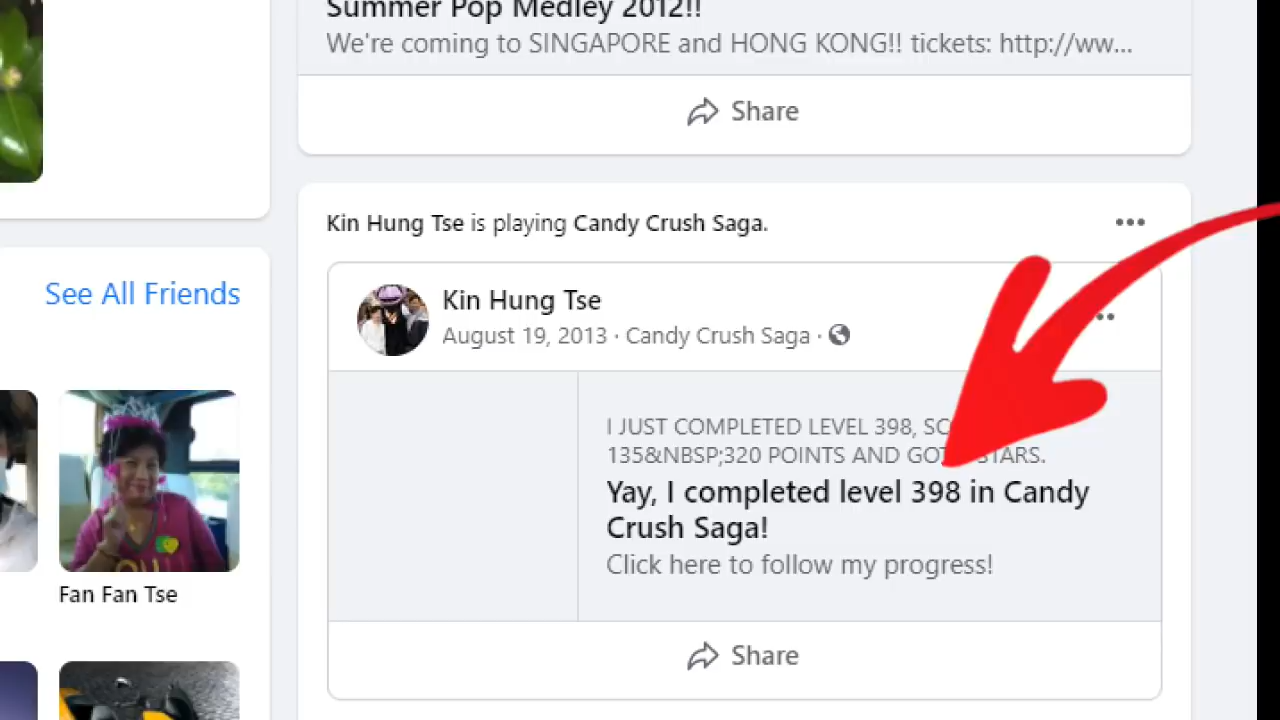 Summer Pop Medley 2012!!
We're coming to SINGAPORE and HONG KONG!! tickets: http://ww...
Share
Kin Hung Tse is playing Candy Crush Saga.
See All Friends
Kin Hung Tse
August 19, 2013 · Candy Crush Saga ·
I JUST COMPLETED LEVEL 398,
135&NBSP;320 POINTS AND
Yay, I completed level 398 in Candy
Crush Saga!
Click here to follow my progress!
Fan Fan Tse
Share